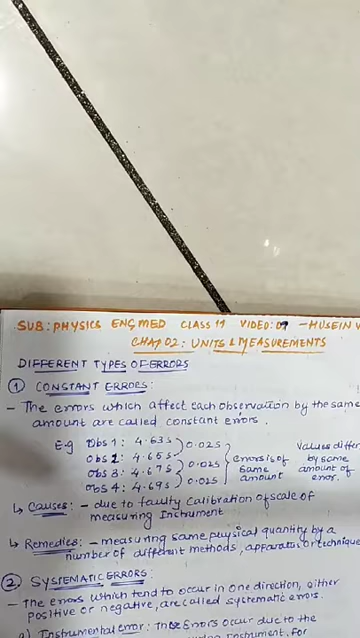 SUB: PHYSICS ENG MED CLASS 11 VIDEO: 09 - HUSEIN V
CHAP 02: UNITS & MEASUREMENTS
DIFFERENT TYPES OF ERRORS
① CONSTANT ERRORS:
- The errors which affect each observation by the same
amount are called constant errors.
E.g Obs 1: 4.635
Obs 2: 4.655
Obs 3: 4.675
Obs 4: 4.695
0.025
0.025
0.025
error is of
same
amount
Values differ
by same
amount of
error.
↳ Causes: - due to faulty calibration of scale of
measuring Instrument
↳ Remedies: - measuring same physical quantity by a
number of different methods, apparatus or technique
② SYSTEMATIC ERRORS:
- The errors which tend to occur in one direction, either
positive or negative, are called systematic errors.
a) Instrumental error: These errors occur due to the
Instrument. For